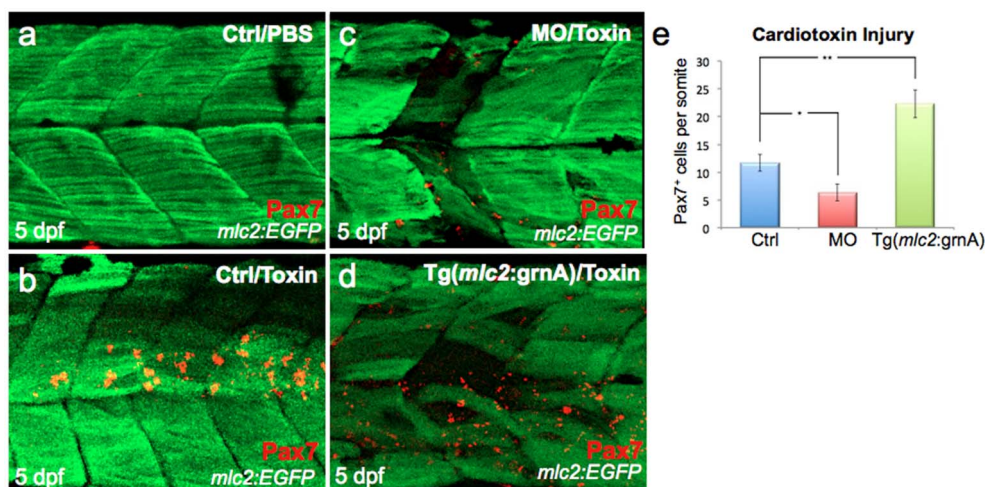 a Ctrl/PBS
Pax7
5 dpf mlc2:EGFP
b Ctrl/Toxin
Pax7
5 dpf mlc2:EGFP
c MO/Toxin
Pax7
5 dpf mlc2:EGFP
d Tg(mlc2:grnA)/Toxin
Pax7
5 dpf mlc2:EGFP
e Cardiotoxin Injury
Pax7⁺ cells per somite
30
25
20
15
10
5
0
**
*
Ctrl MO Tg(mlc2:grnA)